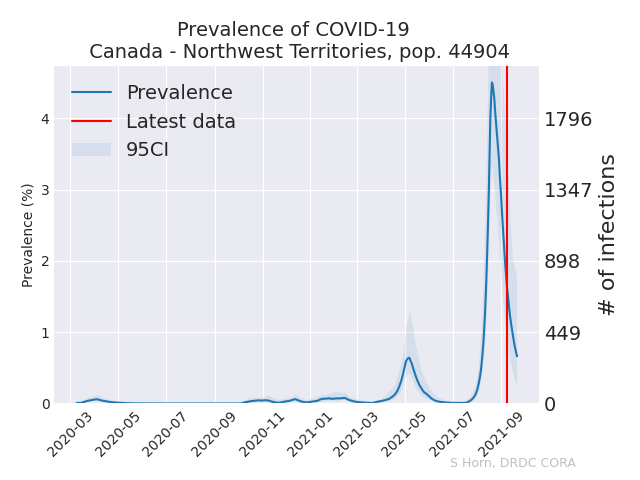 Prevalence of COVID-19
Canada - Northwest Territories, pop. 44904
Prevalence
Latest data
95CI
Prevalence (%)
4
3
2
1
0
1796
1347
898
449
0
# of infections
2020-03
2020-05
2020-07
2020-09
2020-11
2021-01
2021-03
2021-05
2021-07
2021-09
S Horn, DRDC CORA